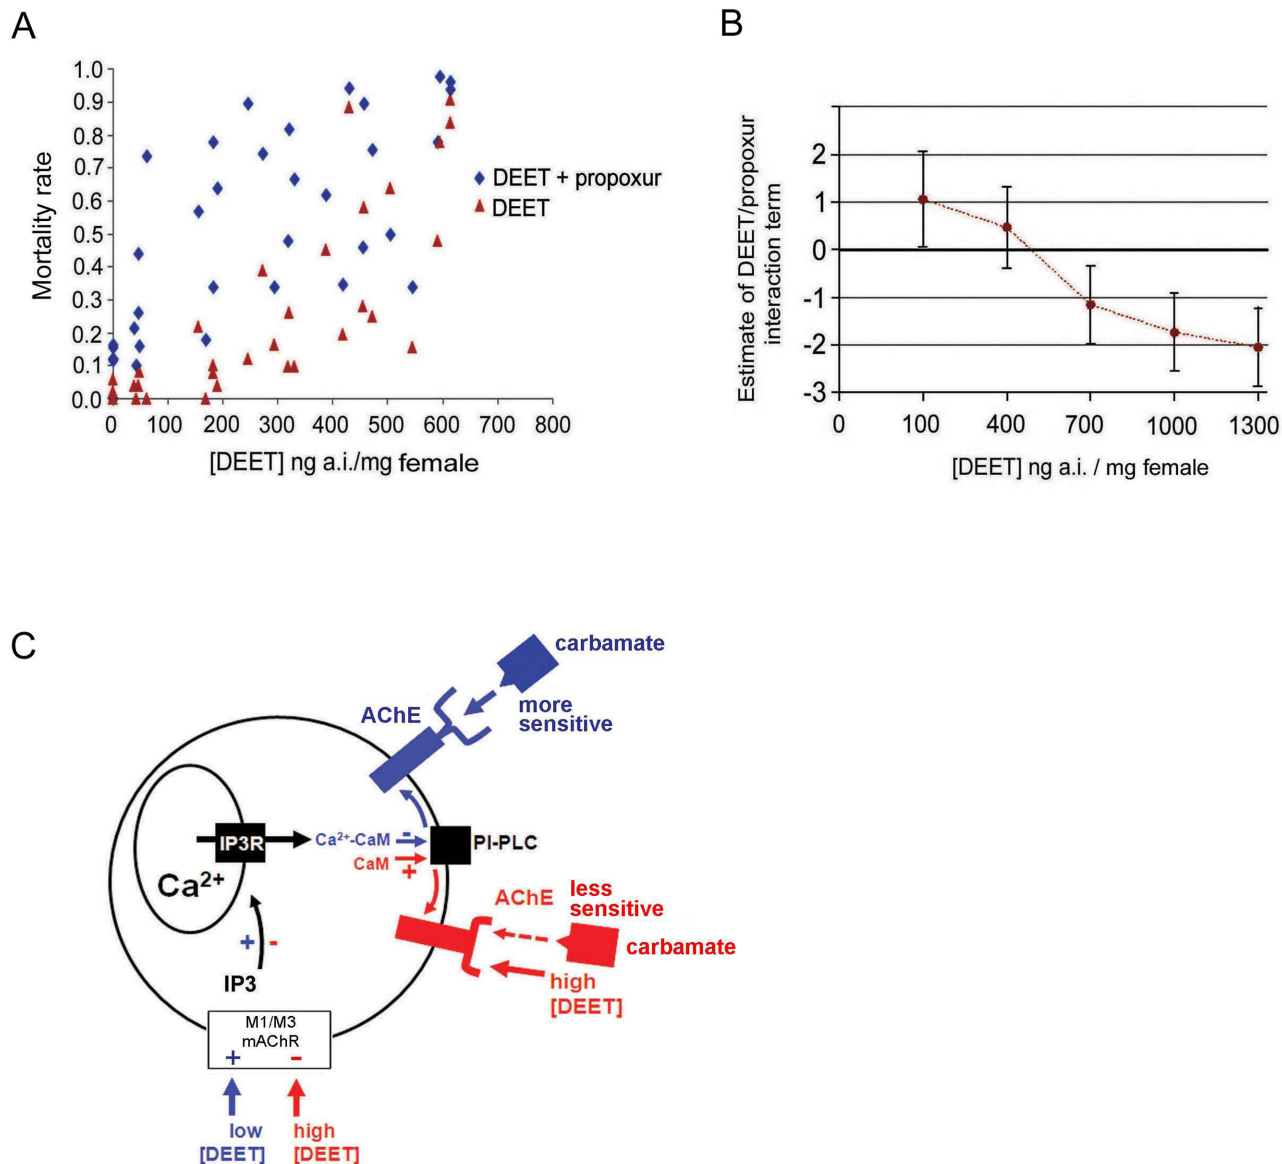 A
Mortality rate
1.0
0.9
0.8
0.7
0.6
0.5
0.4
0.3
0.2
0.1
0.0
0 100 200 300 400 500 600 700 800
[DEET] ng a.i./mg female
DEET + propoxur
DEET
B
Estimate of DEET/propoxur
interaction term
2
1
0
-1
-2
-3
0 100 400 700 1000 1300
[DEET] ng a.i. / mg female
C
carbamate
AChE
more
sensitive
IP3R
Ca2+-CaM
-
PI-PLC
CaM
+
Ca2+
AChE
less
sensitive
carbamate
+ -
IP3
high
[DEET]
M1/M3
mAChR
+ -
low
[DEET]
high
[DEET]